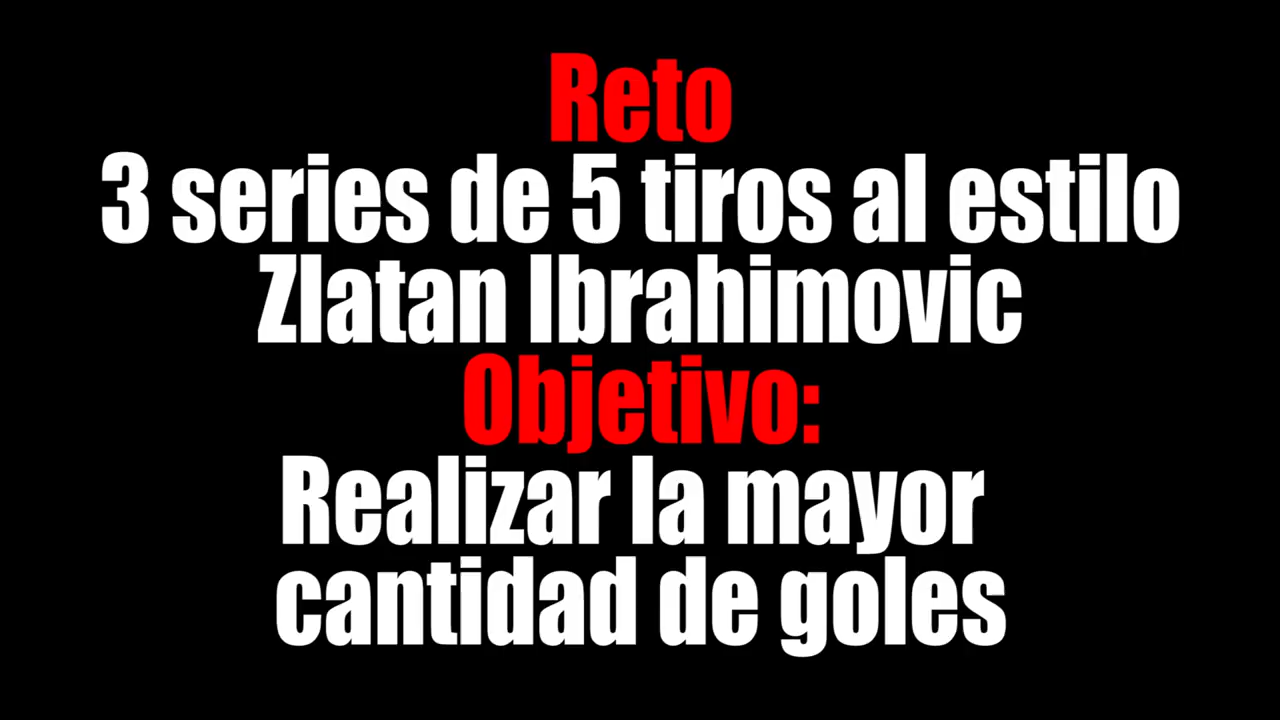 Reto
3 series de 5 tiros al estilo
Zlatan Ibrahimovic
Objetivo:
Realizar la mayor
cantidad de goles